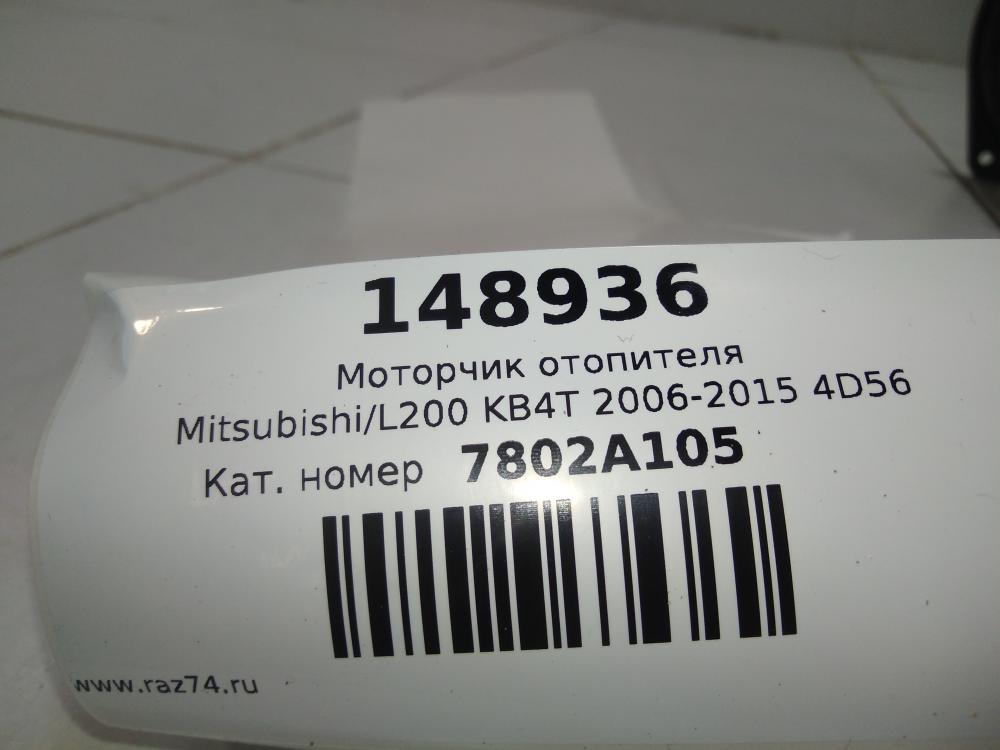 148936
Моторчик отопителя
Mitsubishi/L200 KB4T 2006-2015 4D56
Кат. номер 7802A105
www.raz74.ru